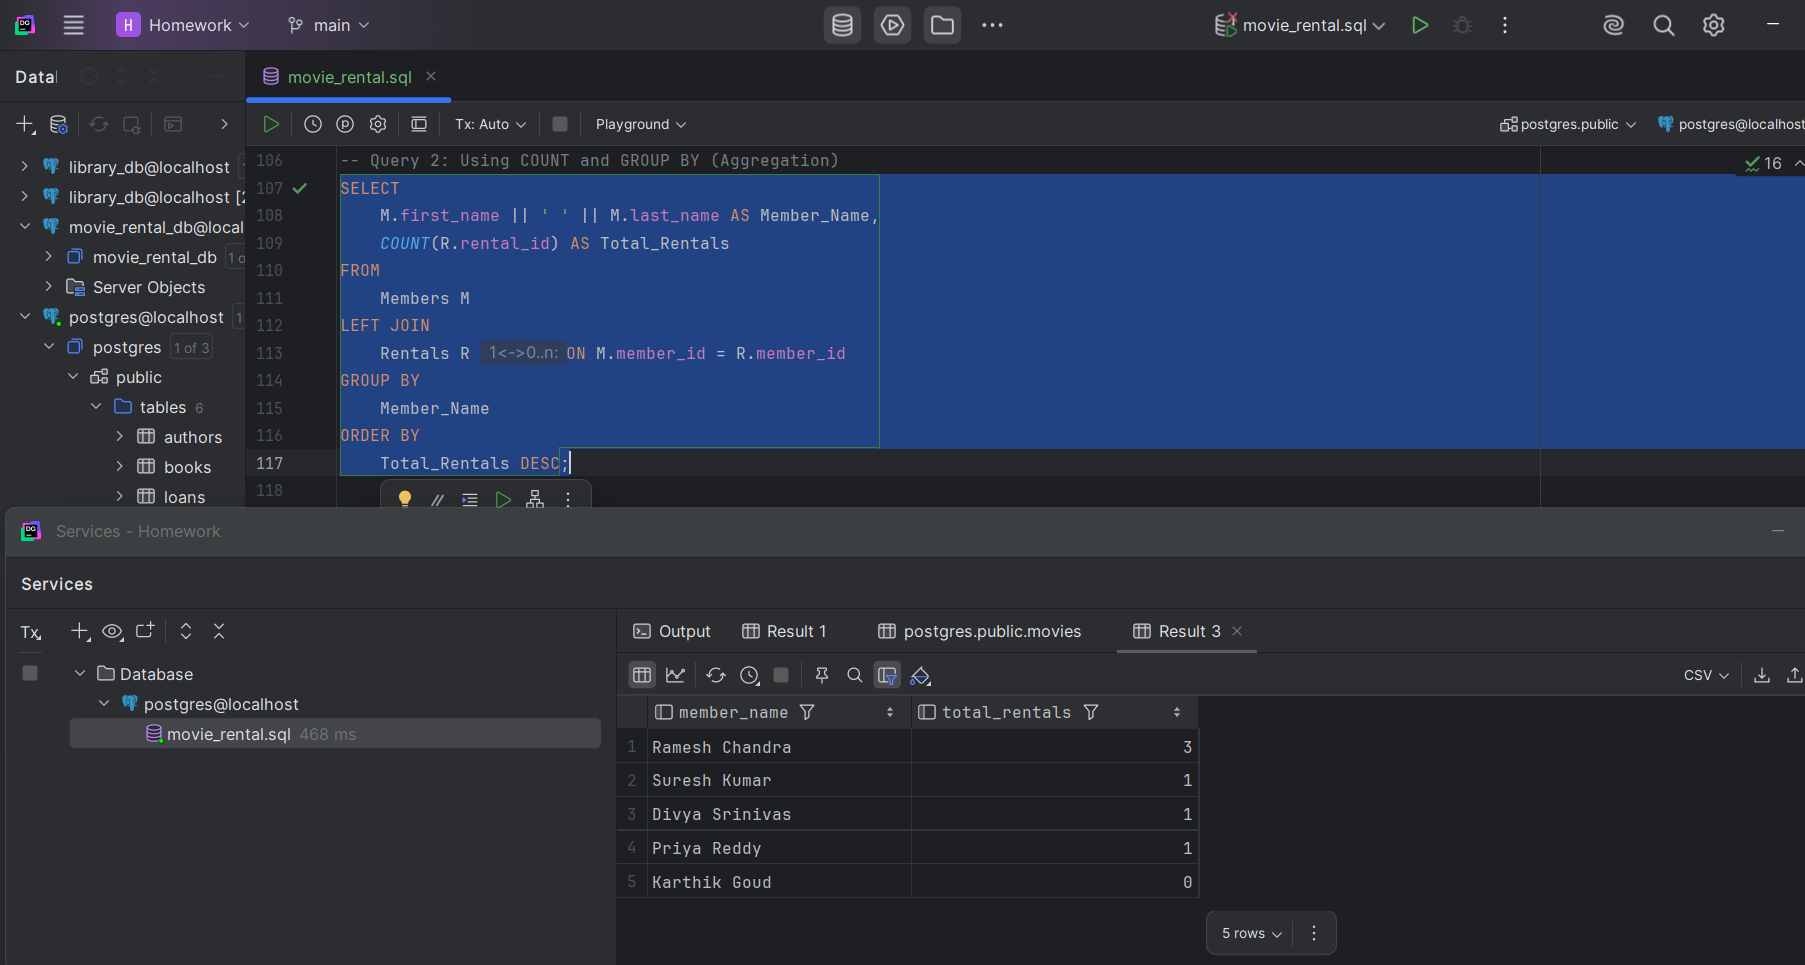 Homework
main
movie_rental.sql
Data
movie_rental.sql
Tx: Auto
Playground
postgres.public
postgres@localhost
library_db@localhost
library_db@localhost [2
movie_rental_db@local
movie_rental_db 1 o
Server Objects
postgres@localhost 1
postgres 1 of 3
public
tables 6
authors
books
loans
106 -- Query 2: Using COUNT and GROUP BY (Aggregation)
16
107 SELECT
108 M.first_name || ' ' || M.last_name AS Member_Name,
109 COUNT(R.rental_id) AS Total_Rentals
110 FROM
111 Members M
112 LEFT JOIN
113 Rentals R 1<->0..n: ON M.member_id = R.member_id
114 GROUP BY
115 Member_Name
116 ORDER BY
117 Total_Rentals DESC;
118
Services - Homework
Services
Tx
Database
postgres@localhost
movie_rental.sql 468 ms
Output
Result 1
postgres.public.movies
Result 3
CSV
member_name total_rentals
1 Ramesh Chandra 3
2 Suresh Kumar 1
3 Divya Srinivas 1
4 Priya Reddy 1
5 Karthik Goud 0
5 rows